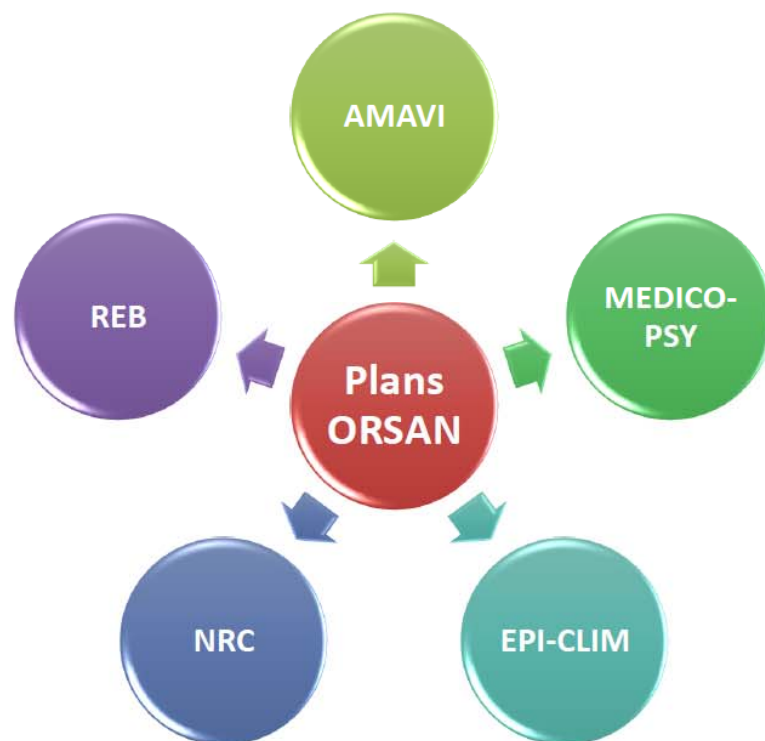 AMAVI
MEDICO-
PSY
REB
Plans
ORSAN
NRC
EPI-CLIM